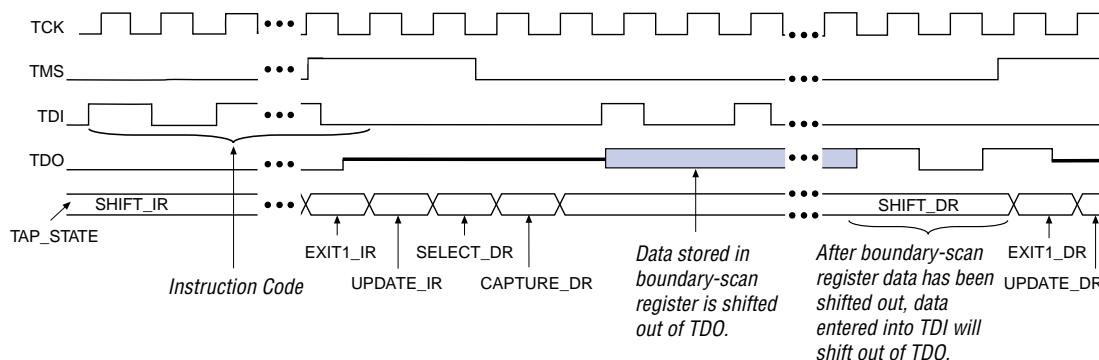 TCK
TMS
TDI
TDO
SHIFT_IR
SHIFT_DR
TAP_STATE
EXIT1_IR
SELECT_DR
EXIT1_DR
Instruction Code
UPDATE_IR
CAPTURE_DR
UPDATE_DR
Data stored in
boundary-scan
register is shifted
out of TDO.
After boundary-scan
register data has been
shifted out, data
entered into TDI will
shift out of TDO.